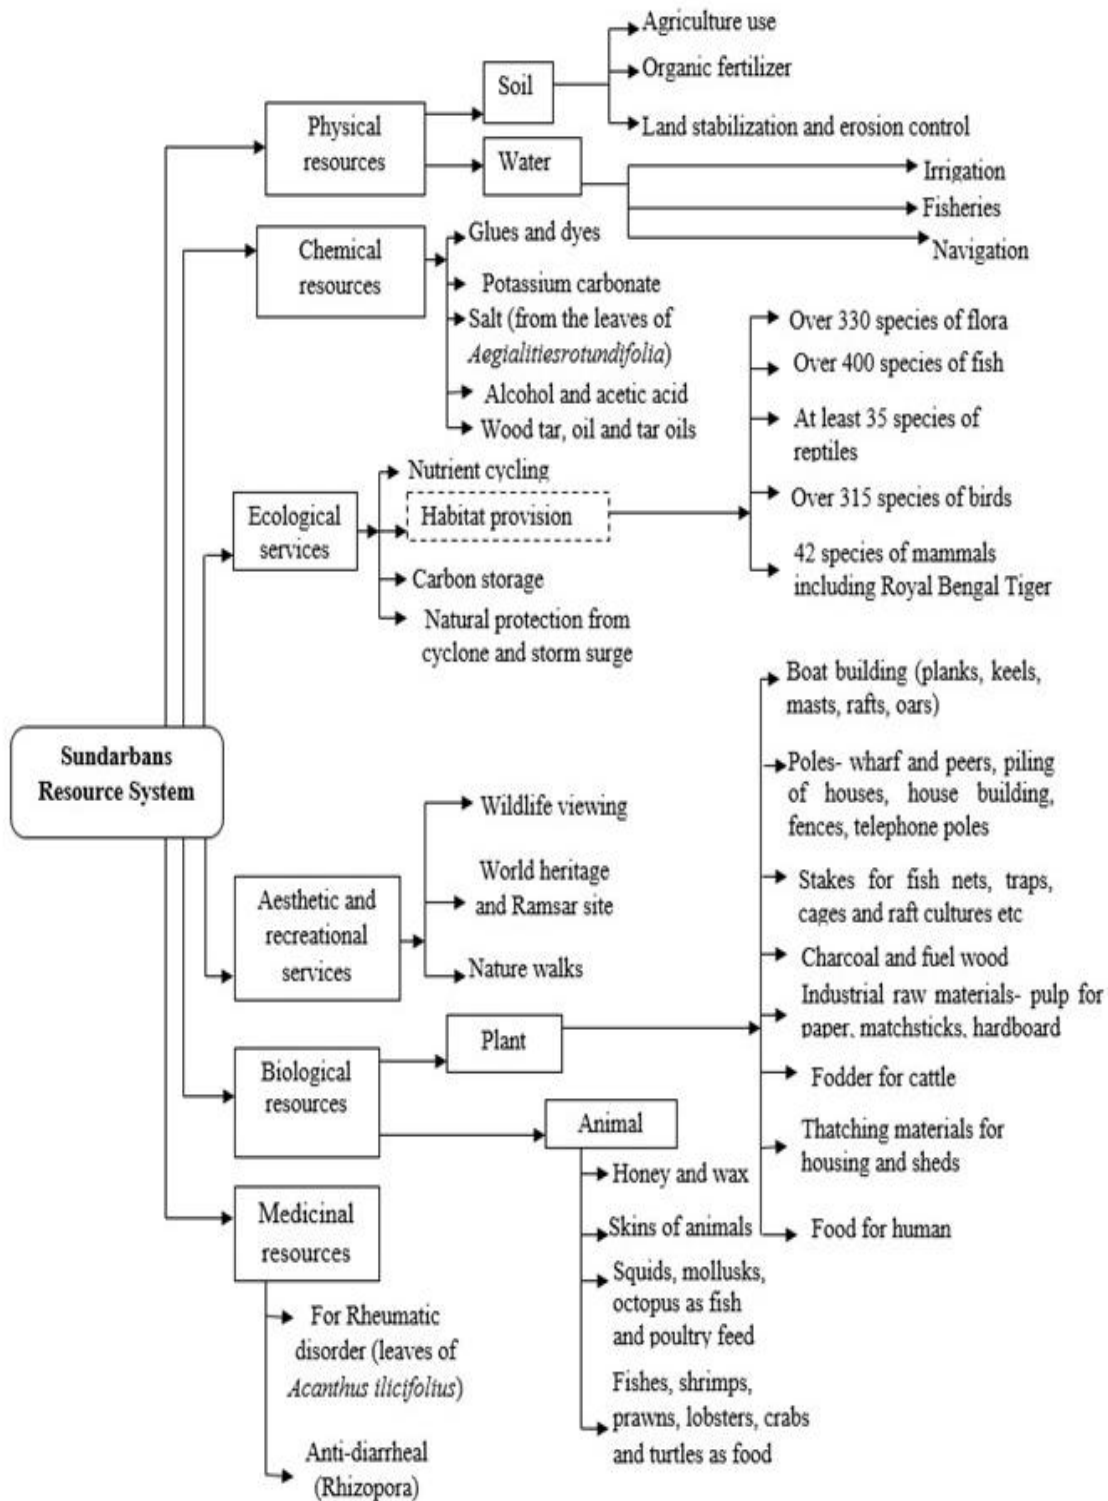 Sundarbans
Resource System
Physical
resources
Soil
Agriculture use
Organic fertilizer
Land stabilization and erosion control
Water
Irrigation
Fisheries
Navigation
Chemical
resources
Glues and dyes
Potassium carbonate
Salt (from the leaves of
Aegialitiesrotundifolia)
Alcohol and acetic acid
Wood tar, oil and tar oils
Ecological
services
Nutrient cycling
Habitat provision
Over 330 species of flora
Over 400 species of fish
At least 35 species of
reptiles
Over 315 species of birds
42 species of mammals
including Royal Bengal Tiger
Carbon storage
Natural protection from
cyclone and storm surge
Aesthetic and
recreational
services
Wildlife viewing
World heritage
and Ramsar site
Nature walks
Biological
resources
Plant
Boat building (planks, keels,
masts, rafts, oars)
Poles- wharf and peers, piling
of houses, house building,
fences, telephone poles
Stakes for fish nets, traps,
cages and raft cultures etc
Charcoal and fuel wood
Industrial raw materials- pulp for
paper, matchsticks, hardboard
Fodder for cattle
Thatching materials for
housing and sheds
Food for human
Animal
Honey and wax
Skins of animals
Squids, mollusks,
octopus as fish
and poultry feed
Fishes, shrimps,
prawns, lobsters, crabs
and turtles as food
Medicinal
resources
For Rheumatic
disorder (leaves of
Acanthus ilicifolius)
Anti-diarrheal
(Rhizopora)